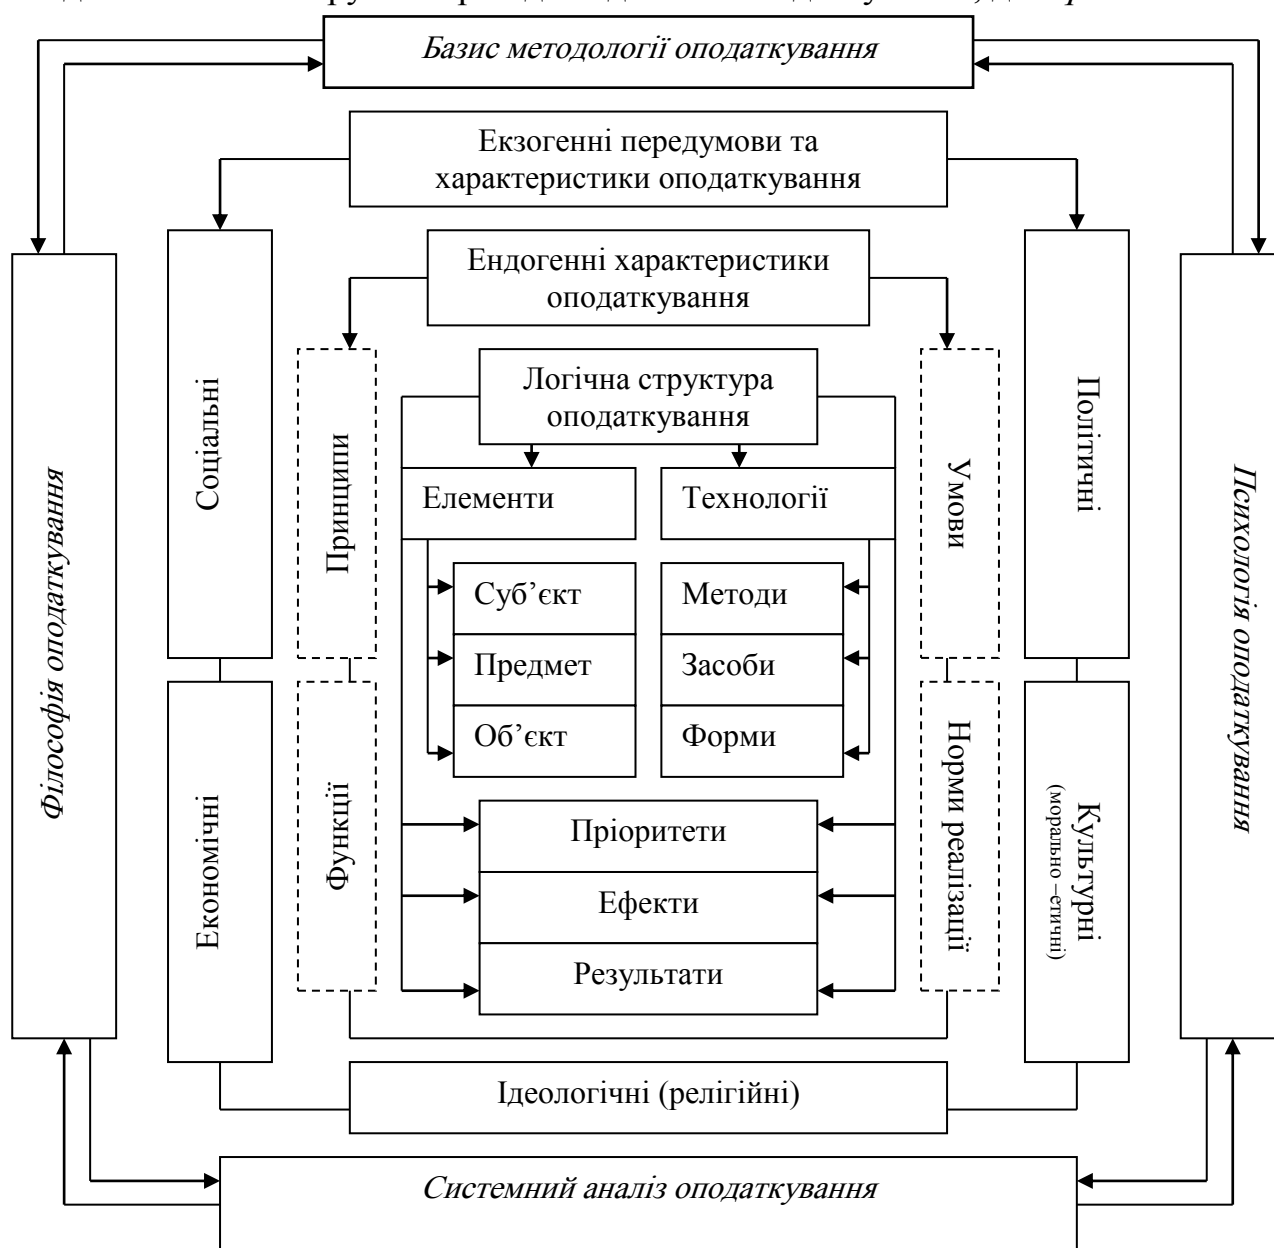 Базис методології оподаткування
Екзогенні передумови та
характеристики оподаткування
Ендогенні характеристики
оподаткування
Логічна структура
оподаткування
Філософія оподаткування
Соціальні
Принципи
Елементи
Технології
Умови
Політичні
Психологія оподаткування
Суб’єкт
Методи
Предмет
Засоби
Об’єкт
Форми
Економічні
Функції
Пріоритети
Ефекти
Результати
Норми реалізації
Культурні
(морально –етичні)
Ідеологічні (релігійні)
Системний аналіз оподаткування